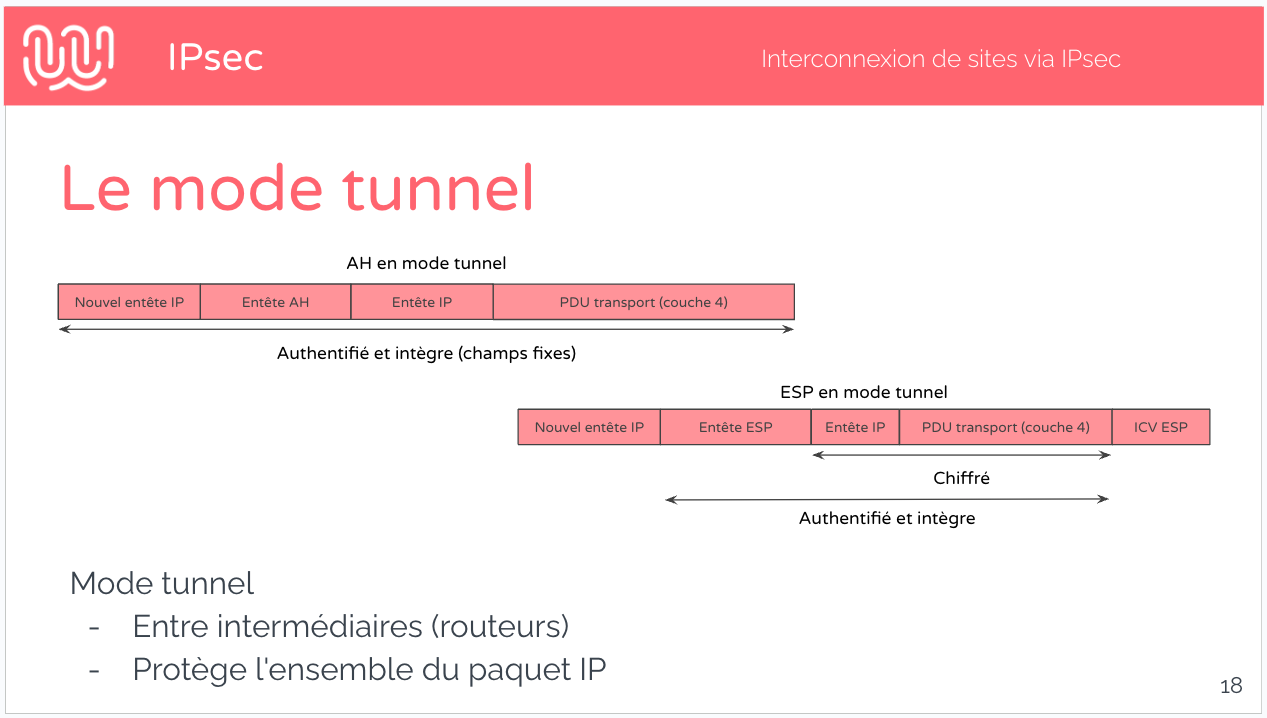 IPsec
Interconnexion de sites via IPsec
Le mode tunnel
AH en mode tunnel
Nouvel entête IP
Entête AH
Entête IP
PDU transport (couche 4)
Authentifié et intègre (champs fixes)
ESP en mode tunnel
Nouvel entête IP
Entête ESP
Entête IP
PDU transport (couche 4)
ICV ESP
Chiffré
Authentifié et intègre
Mode tunnel
- Entre intermédiaires (routeurs)
- Protège l'ensemble du paquet IP
18